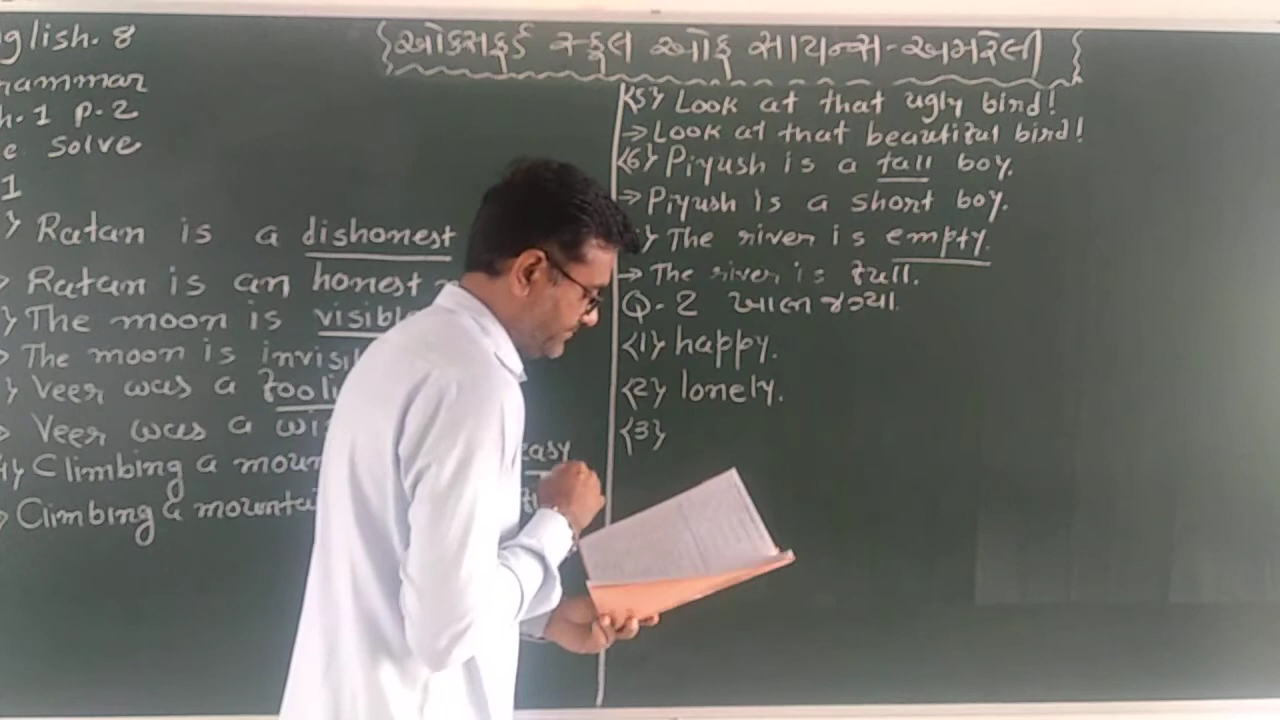 ઓક્સફર્ડ સ્કુલ ઓફ સાયન્સ-અમરેલી
glish. 8
rammar
h. 1 P. 2
e Solve
1
Ratan is a dishonest
Ratan is an honest
The moon is visibl
The moon is invisi
Veer was a fooli
Veer was a wi
Climbing a moun easy
Climbing a mountai
<5> Look at that ugly bird!
→ Look at that beautiful bird!
<6> Piyush is a tall boy.
→ Piyush is a short boy.
The river is empty.
→ The river is full.
Q-2 ખાલી જગ્યા.
<1> happy.
<2> lonely.
<3>